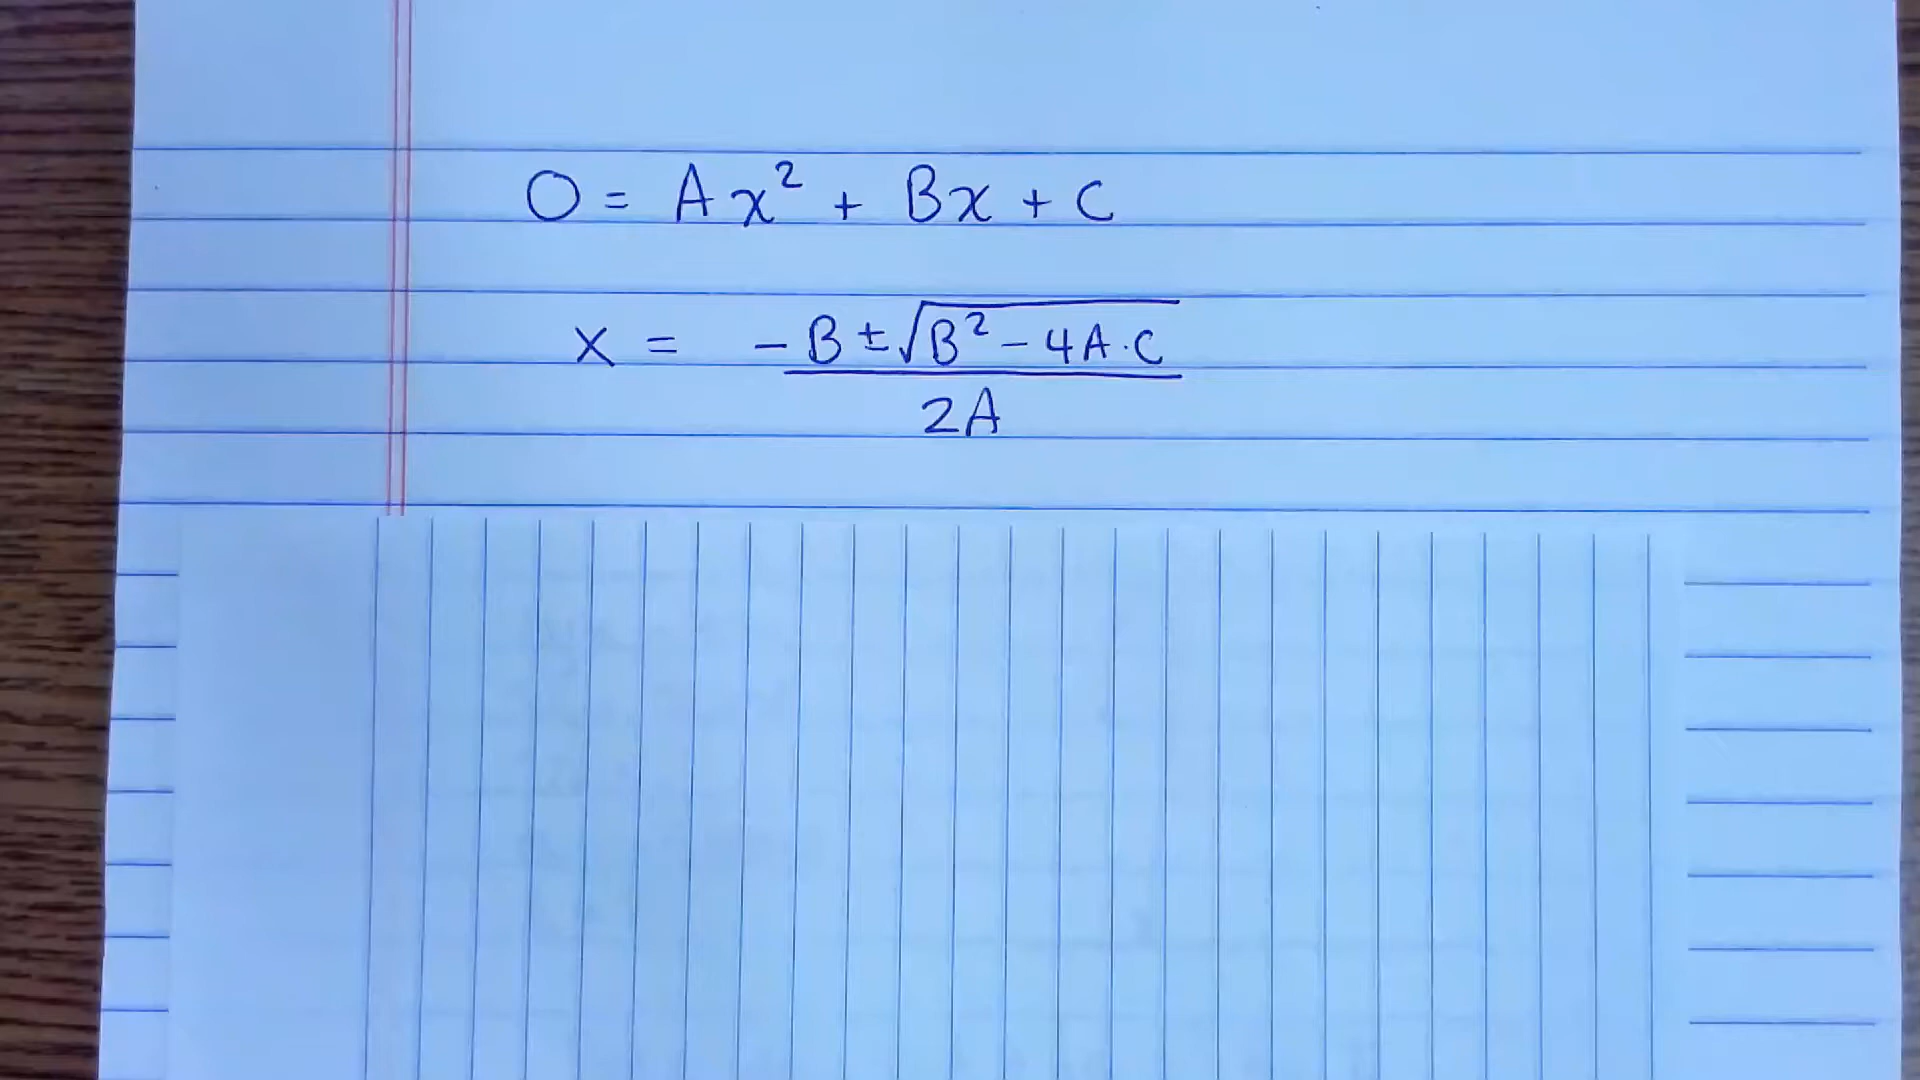 0 = Ax² + Bx + C
x = -B ± √(B² - 4A·C) / 2A